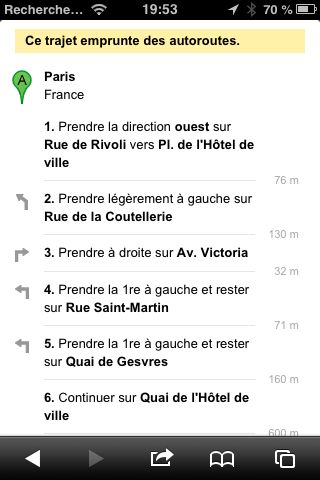 Recherche... 19:53 70 %
Ce trajet emprunte des autoroutes.
A
Paris
France
1. Prendre la direction ouest sur
Rue de Rivoli vers Pl. de l'Hôtel de
ville
76 m
2. Prendre légèrement à gauche sur
Rue de la Coutellerie
130 m
3. Prendre à droite sur Av. Victoria
32 m
4. Prendre la 1re à gauche et rester
sur Rue Saint-Martin
71 m
5. Prendre la 1re à gauche et rester
sur Quai de Gesvres
160 m
6. Continuer sur Quai de l'Hôtel de
ville
600 m